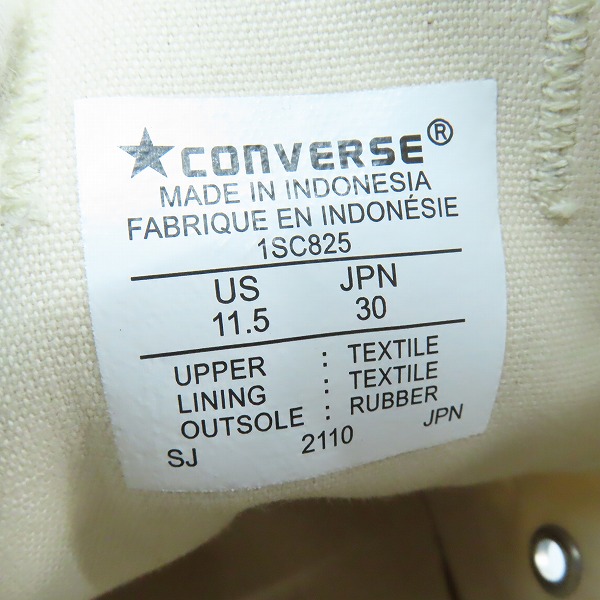 ★CONVERSE®
MADE IN INDONESIA
FABRIQUE EN INDONÉSIE
1SC825
US JPN
11.5 30
UPPER : TEXTILE
LINING : TEXTILE
OUTSOLE : RUBBER
SJ 2110 JPN